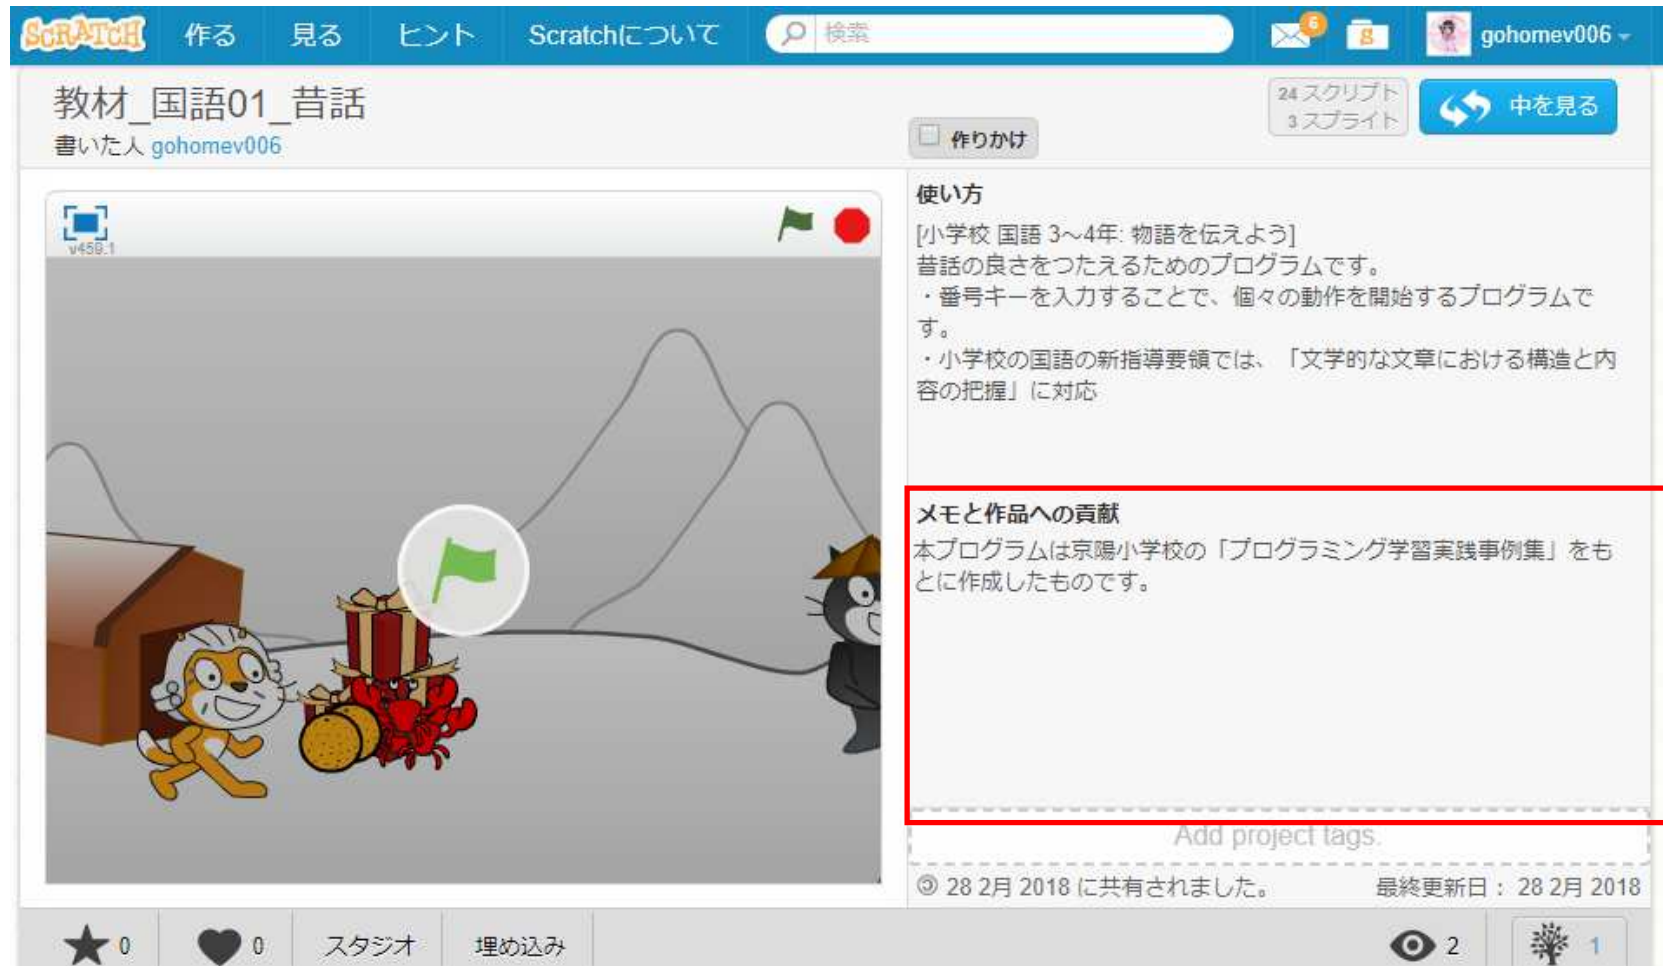 SCRATCH 作る 見る ヒント Scratchについて 検索 6 gohomev006
教材_国語01_昔話
書いた人 gohomev006
作りかけ
24 スクリプト
3 スプライト
中を見る
v459.1
使い方
[小学校 国語 3～4年: 物語を伝えよう]
昔話の良さをつたえるためのプログラムです。
・番号キーを入力することで、個々の動作を開始するプログラムで
す。
・小学校の国語の新指導要領では、「文学的な文章における構造と内
容の把握」に対応
メモと作品への貢献
本プログラムは京陽小学校の「プログラミング学習実践事例集」をも
とに作成したものです。
Add project tags.
28 2月 2018 に共有されました。 最終更新日： 28 2月 2018
0 0 スタジオ 埋め込み 2 1